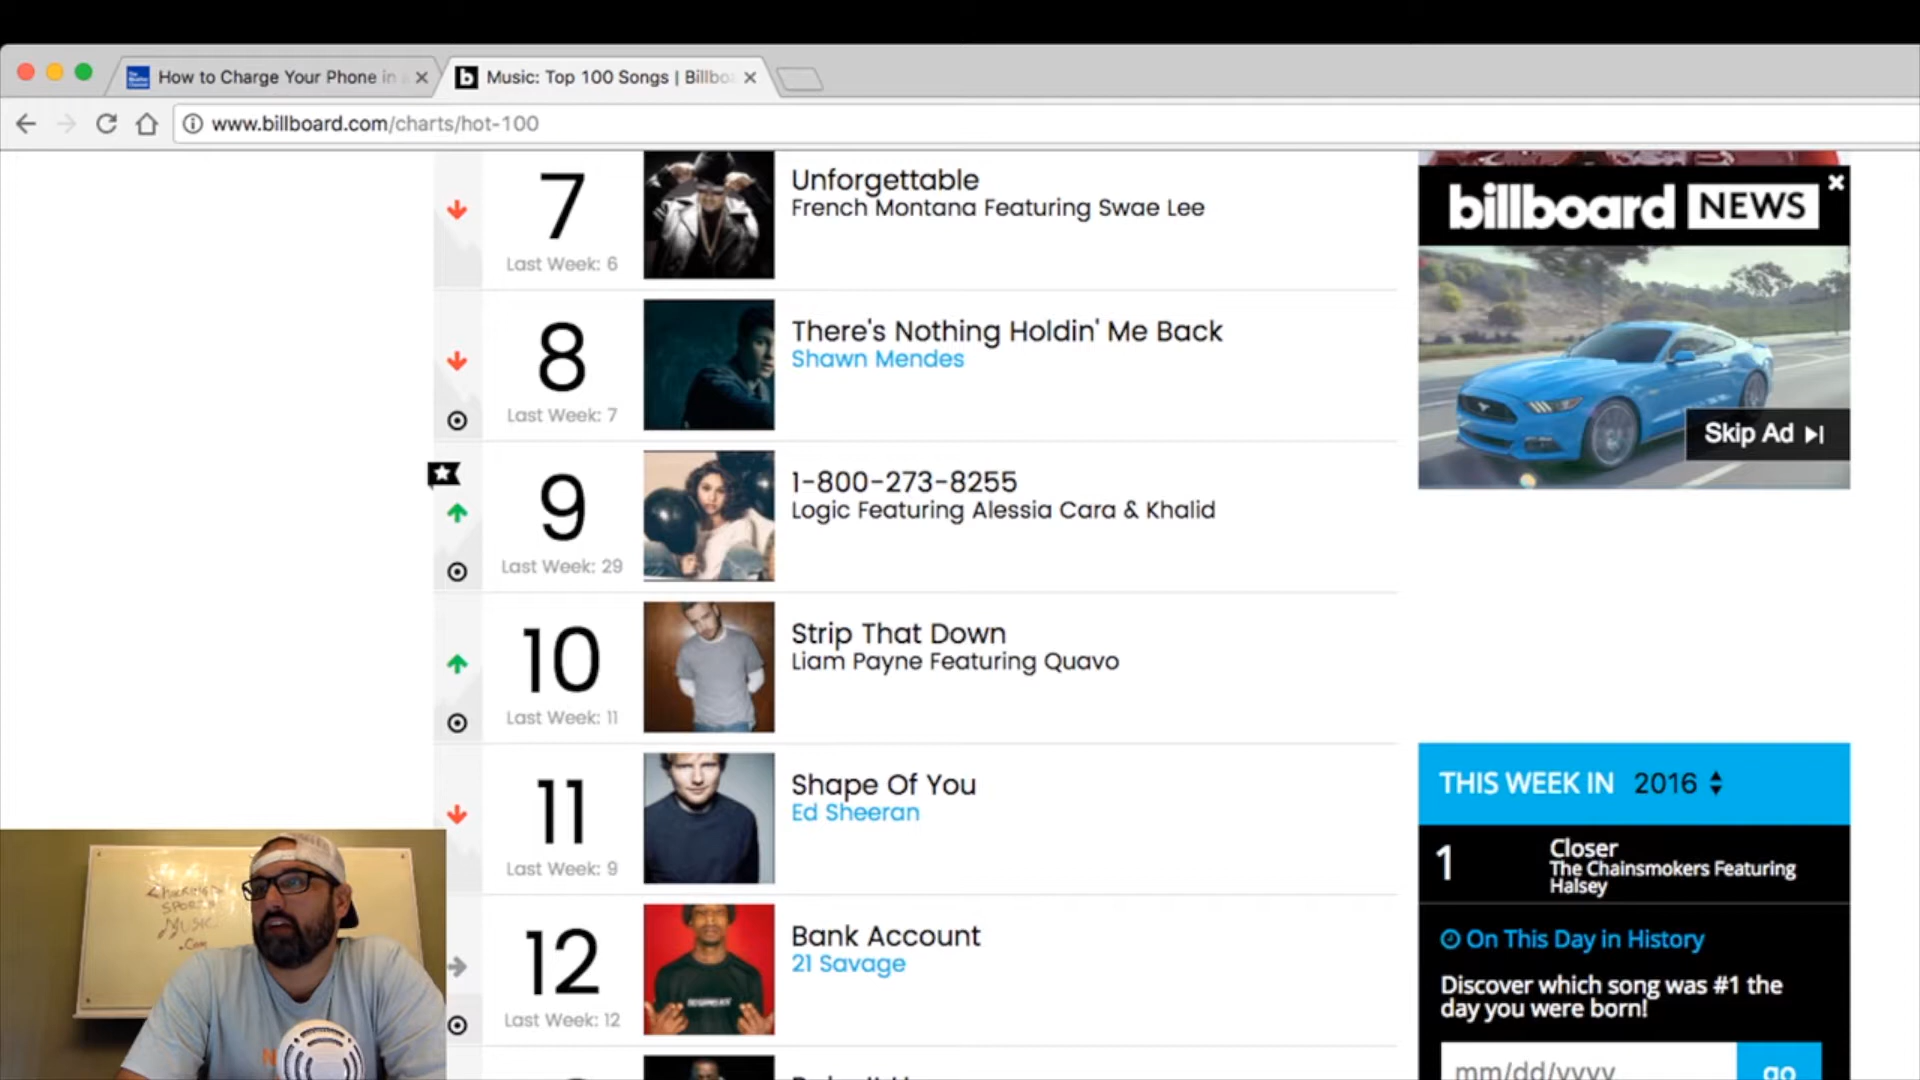 How to Charge Your Phone in
Music: Top 100 Songs | Billbo
www.billboard.com/charts/hot-100
7
Last Week: 6
Unforgettable
French Montana Featuring Swae Lee
8
Last Week: 7
There's Nothing Holdin' Me Back
Shawn Mendes
9
Last Week: 29
1-800-273-8255
Logic Featuring Alessia Cara & Khalid
10
Last Week: 11
Strip That Down
Liam Payne Featuring Quavo
11
Last Week: 9
Shape Of You
Ed Sheeran
12
Last Week: 12
Bank Account
21 Savage
billboard NEWS
Skip Ad
THIS WEEK IN 2016
1
Closer
The Chainsmokers Featuring
Halsey
On This Day in History
Discover which song was #1 the
day you were born!
mm/dd/yyyy
go
SPORTS
MUSIC
.Com